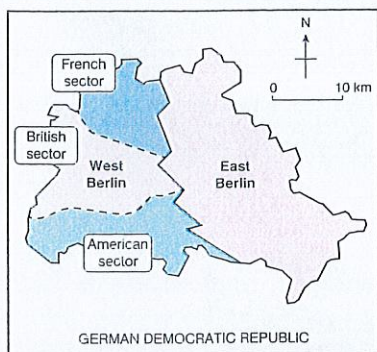 French
sector
N
0 10 km
British
sector
West
Berlin
East
Berlin
American
sector
GERMAN DEMOCRATIC REPUBLIC